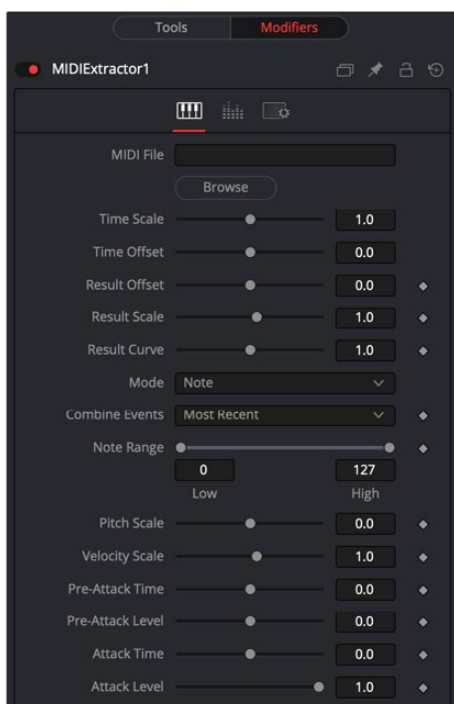 Tools Modifiers
MIDIExtractor1
MIDI File
Browse
Time Scale 1.0
Time Offset 0.0
Result Offset 0.0
Result Scale 1.0
Result Curve 1.0
Mode Note
Combine Events Most Recent
Note Range
0 127
Low High
Pitch Scale 0.0
Velocity Scale 1.0
Pre-Attack Time 0.0
Pre-Attack Level 0.0
Attack Time 0.0
Attack Level 1.0